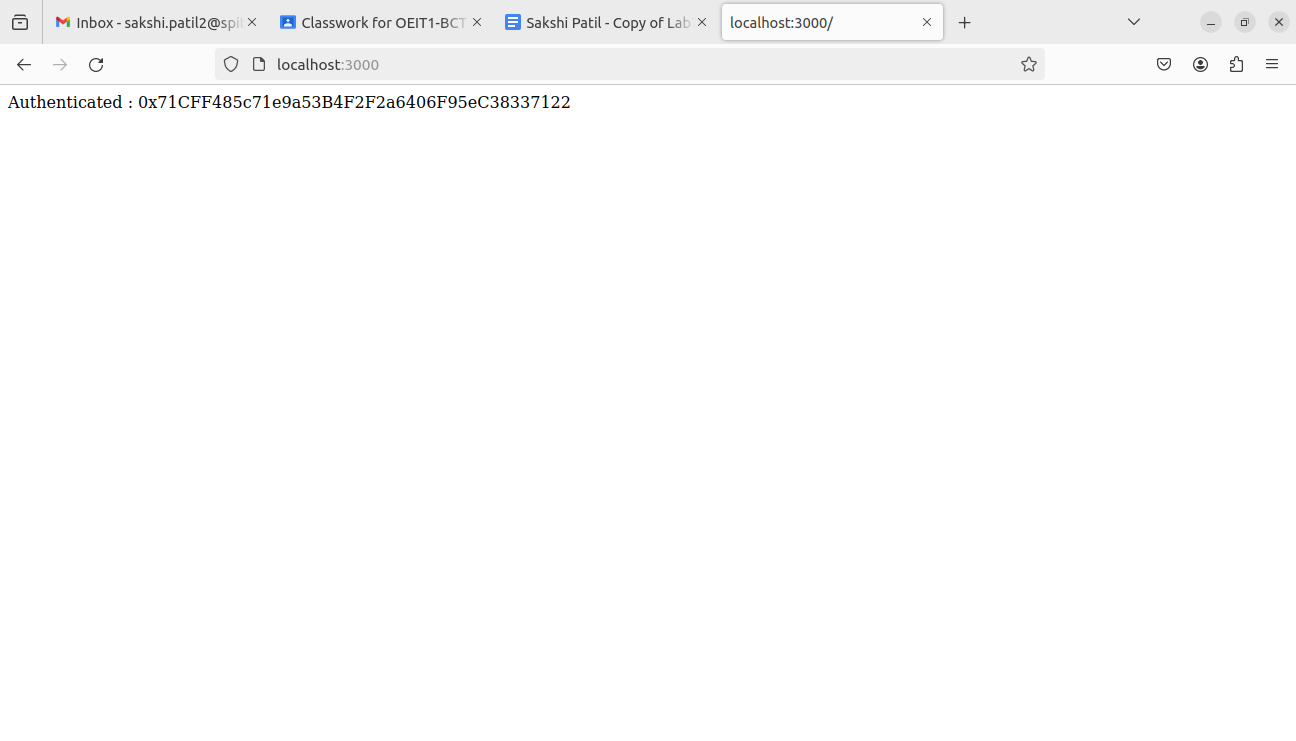 Inbox - sakshi.patil2@spi
Classwork for OEIT1-BCT
Sakshi Patil - Copy of Lab
localhost:3000/
localhost:3000
Authenticated : 0x71CFF485c71e9a53B4F2F2a6406F95eC38337122